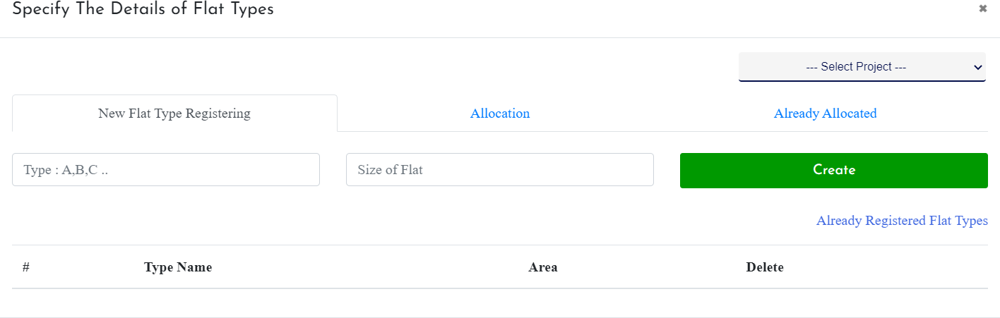 Specify The Details of Flat Types
✖
--- Select Project ---
New Flat Type Registering Allocation Already Allocated
Type : A,B,C .. Size of Flat Create
Already Registered Flat Types
# Type Name Area Delete